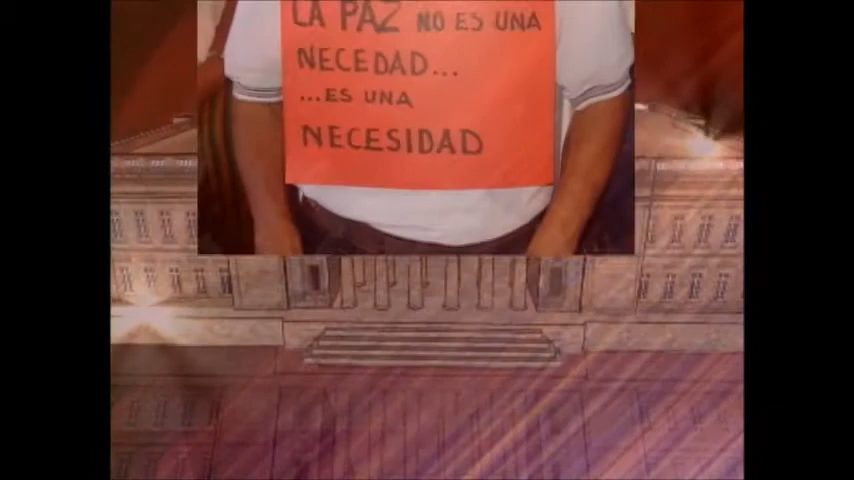 LA PAZ NO ES UNA
NECEDAD...
...ES UNA
NECESIDAD